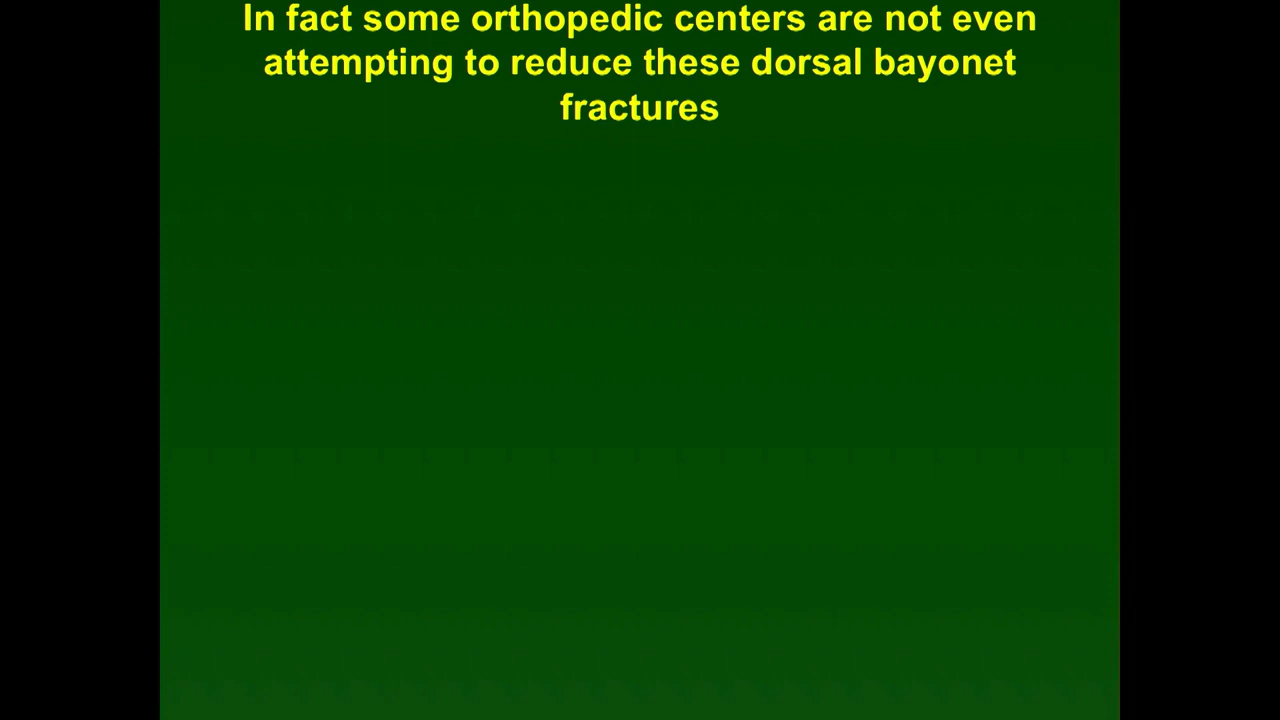 In fact some orthopedic centers are not even
attempting to reduce these dorsal bayonet
fractures